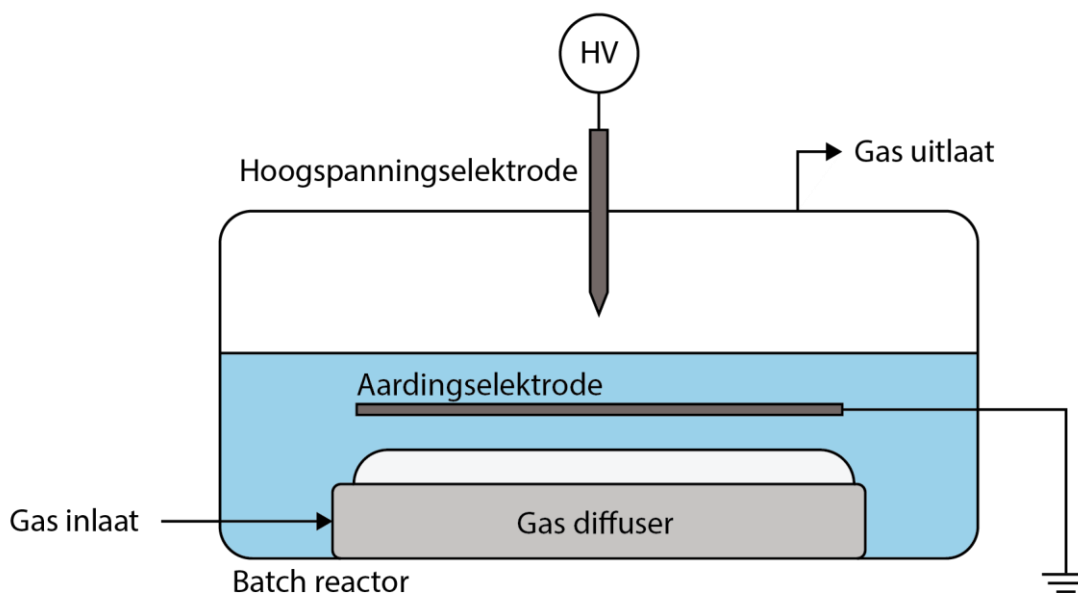 HV
Hoogspanningselektrode
Gas uitlaat
Aardingselektrode
Gas inlaat
Gas diffuser
Batch reactor